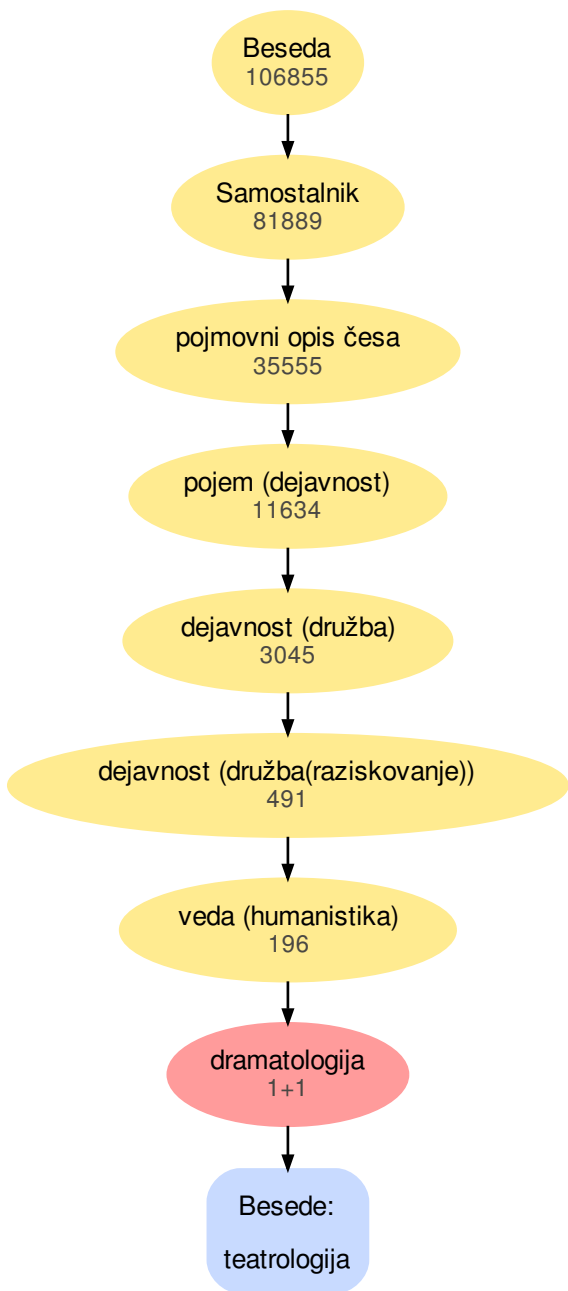 Beseda
106855
Samostalnik
81889
pojmovni opis česa
35555
pojem (dejavnost)
11634
dejavnost (družba)
3045
dejavnost (družba(raziskovanje))
491
veda (humanistika)
196
dramatologija
1+1
Besede:
teatrologija